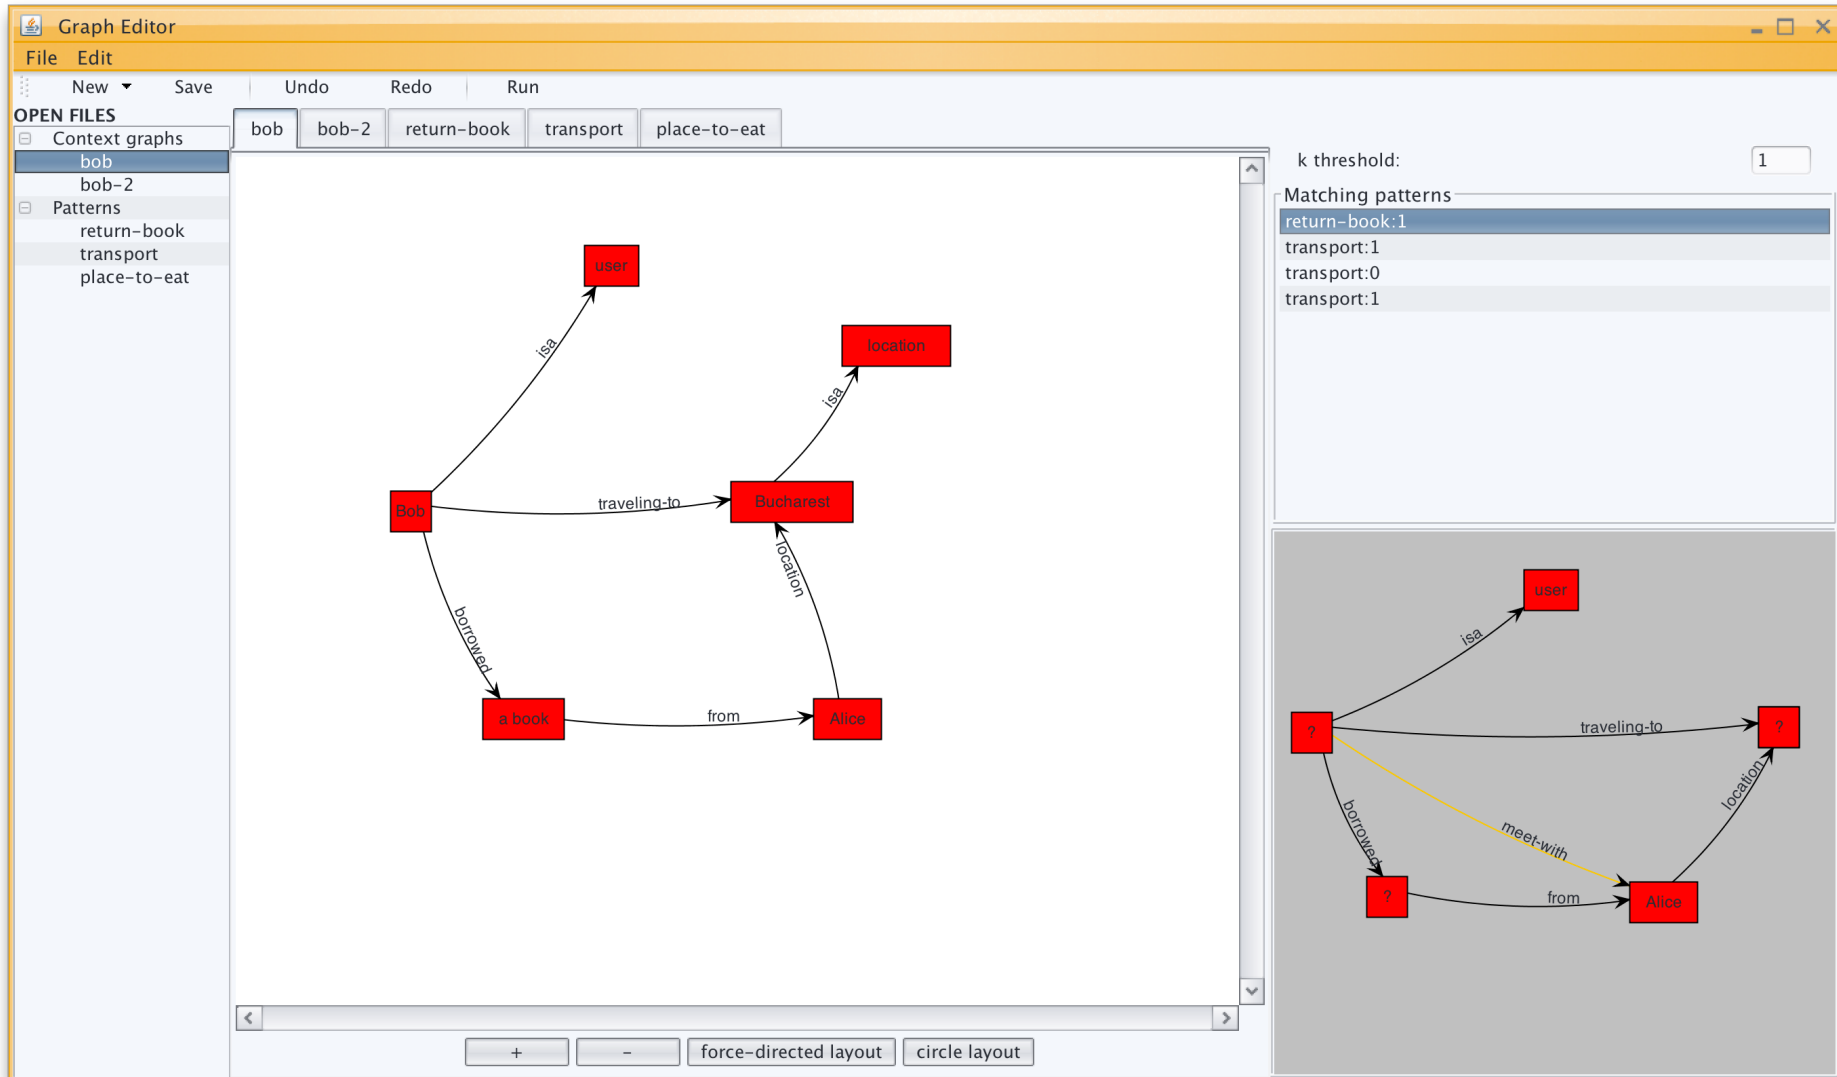 Graph Editor
File Edit
New Save Undo Redo Run
OPEN FILES
Context graphs
bob
bob-2
Patterns
return-book
transport
place-to-eat
bob bob-2 return-book transport place-to-eat
user
isa
location
isa
Bob
traveling-to
Bucharest
location
borrowed
a book
from
Alice
+ - force-directed layout circle layout
k threshold: 1
Matching patterns
return-book:1
transport:1
transport:0
transport:1
user
isa
?
traveling-to
?
location
borrowed
meet-with
?
from
Alice